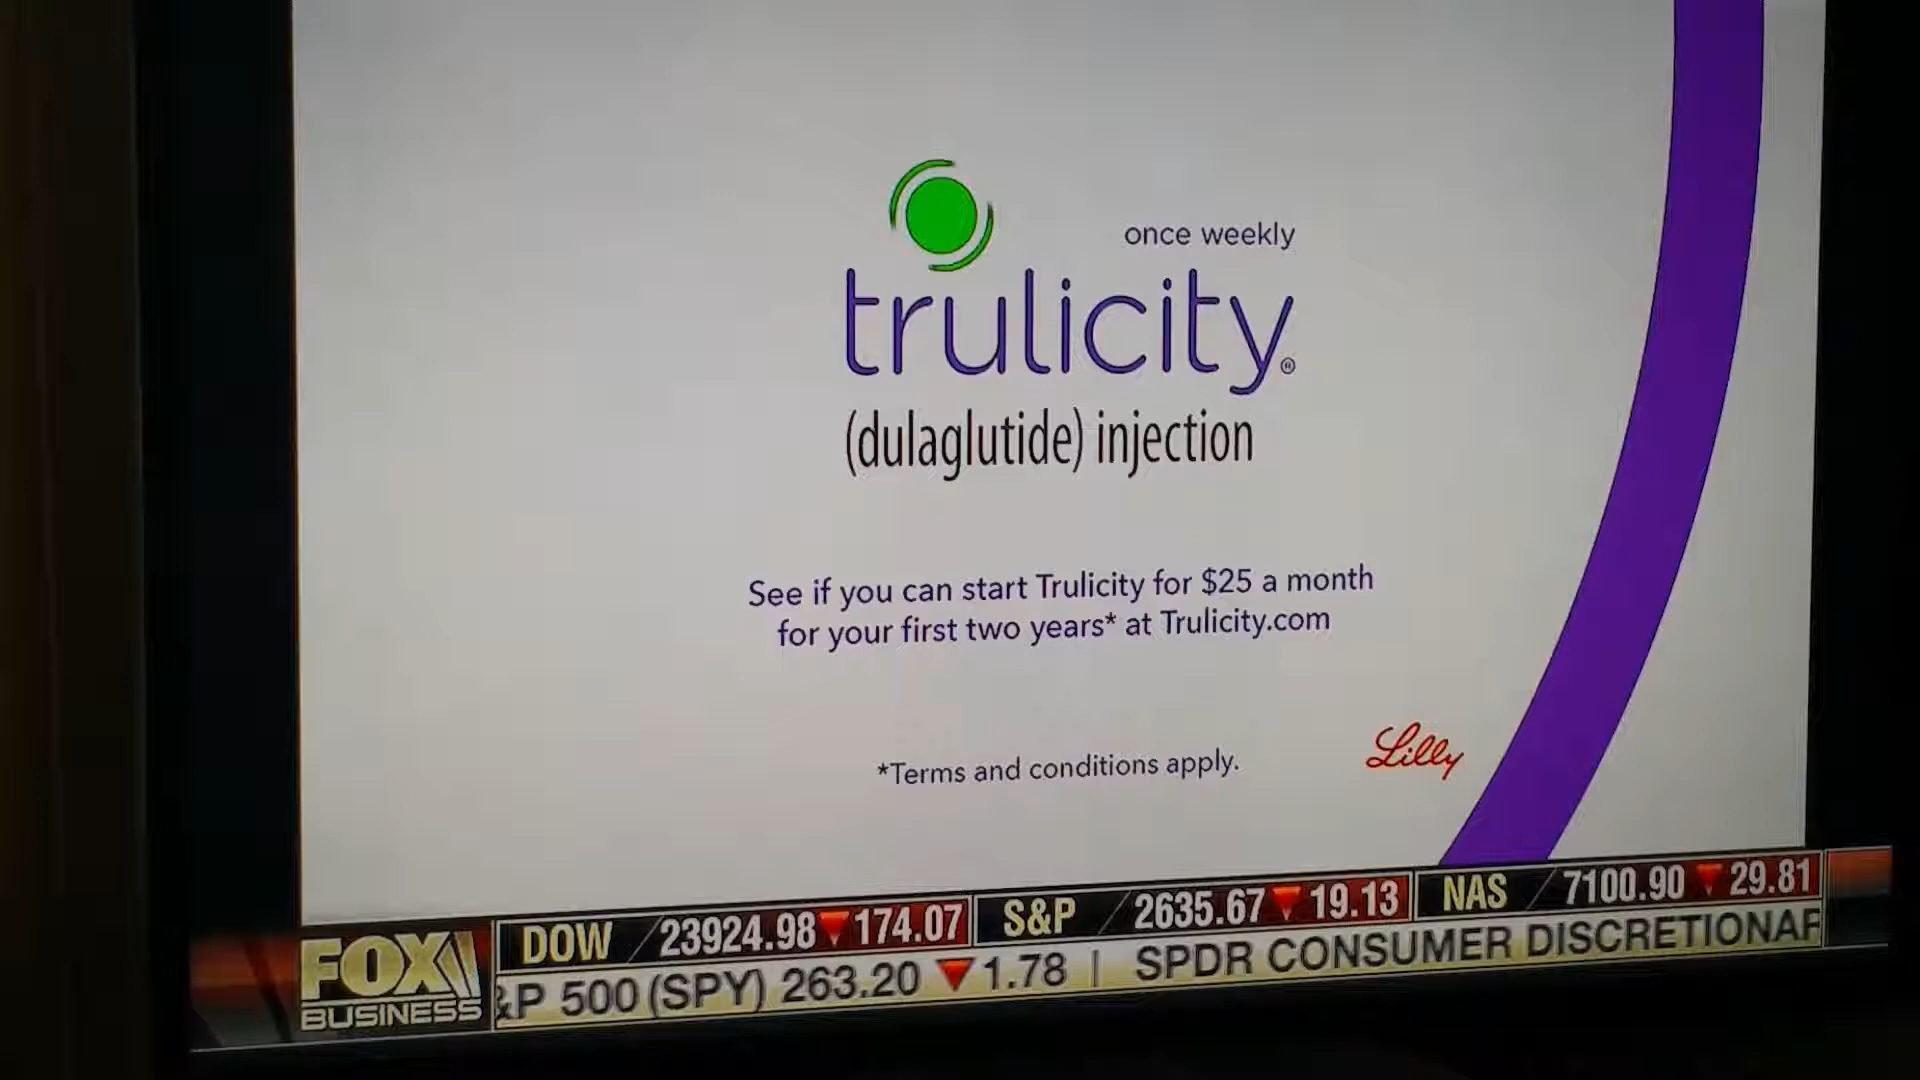 once weekly
trulicity®
(dulaglutide) injection
See if you can start Trulicity for $25 a month
for your first two years* at Trulicity.com
*Terms and conditions apply.
Lilly
FOX
BUSINESS
DOW 23924.98 ▼ 174.07 S&P 2635.67 ▼ 19.13 NAS 7100.90 ▼ 29.81
&P 500 (SPY) 263.20 ▼ 1.78 | SPDR CONSUMER DISCRETIONAR